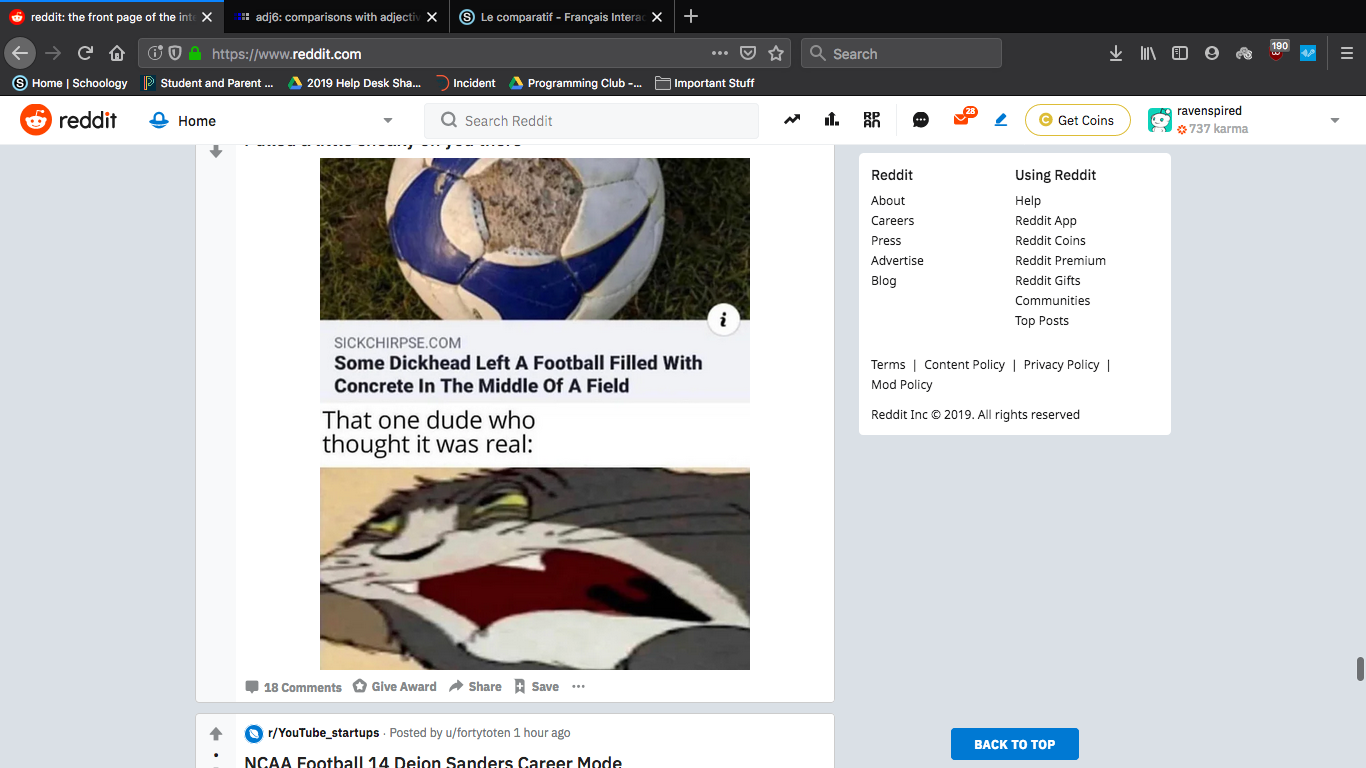 reddit: the front page of the inte
adj6: comparisons with adjectiv
Le comparatif - Français Interac
https://www.reddit.com
Search
190
Home | Schoology
Student and Parent ...
2019 Help Desk Sha...
Incident
Programming Club -...
Important Stuff
reddit
Home
Search Reddit
28
Get Coins
ravenspired
737 karma
SICKCHIRPSE.COM
Some Dickhead Left A Football Filled With
Concrete In The Middle Of A Field
That one dude who
thought it was real:
18 Comments
Give Award
Share
Save
r/YouTube_startups · Posted by u/fortytoten 1 hour ago
NCAA Football 14 Deion Sanders Career Mode
Reddit
About
Careers
Press
Advertise
Blog
Using Reddit
Help
Reddit App
Reddit Coins
Reddit Premium
Reddit Gifts
Communities
Top Posts
Terms | Content Policy | Privacy Policy |
Mod Policy
Reddit Inc © 2019. All rights reserved
BACK TO TOP